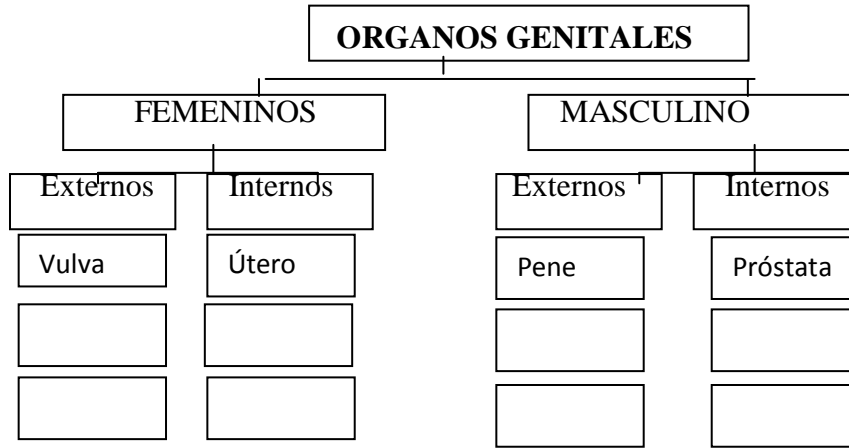 ORGANOS GENITALES
FEMENINOS
MASCULINO
Externos
Internos
Externos
Internos
Vulva
Útero
Pene
Próstata